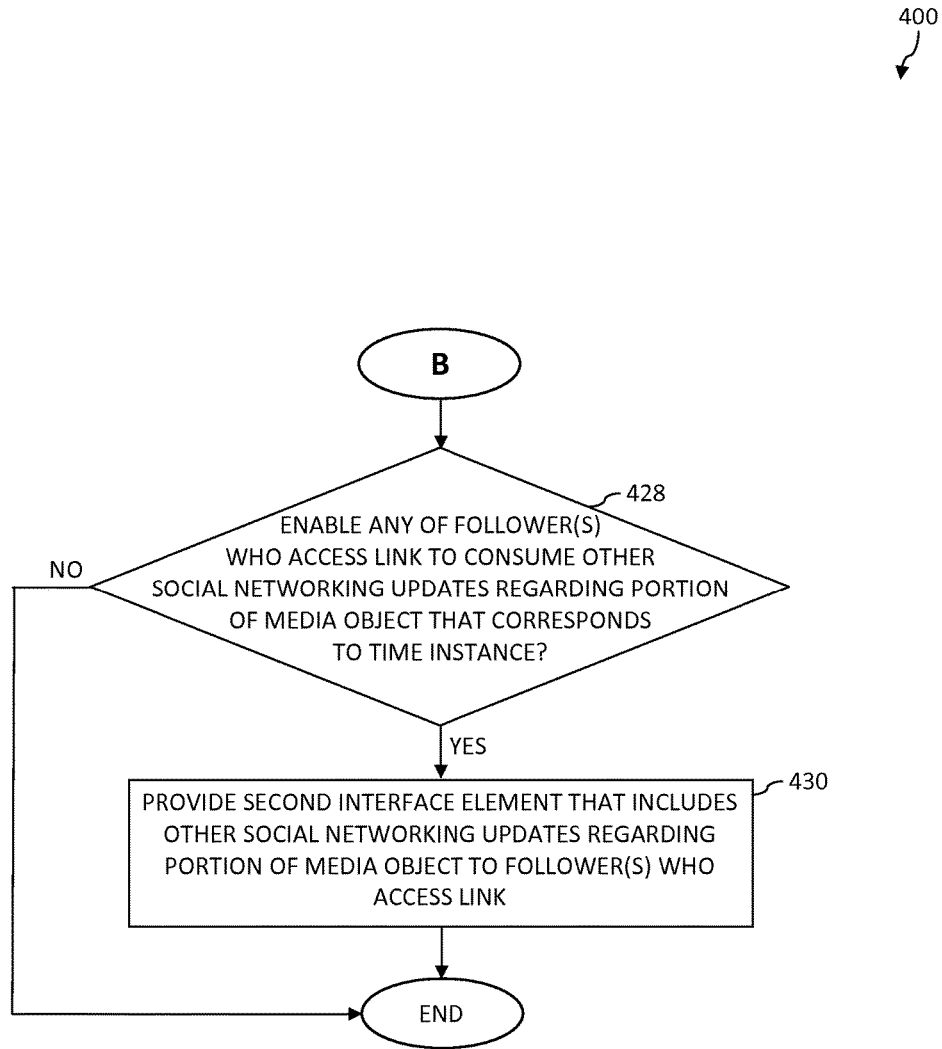 400
B
428
ENABLE ANY OF FOLLOWER(S)
WHO ACCESS LINK TO CONSUME OTHER
SOCIAL NETWORKING UPDATES REGARDING PORTION
OF MEDIA OBJECT THAT CORRESPONDS
TO TIME INSTANCE?
NO
YES
430
PROVIDE SECOND INTERFACE ELEMENT THAT INCLUDES
OTHER SOCIAL NETWORKING UPDATES REGARDING
PORTION OF MEDIA OBJECT TO FOLLOWER(S) WHO
ACCESS LINK
END